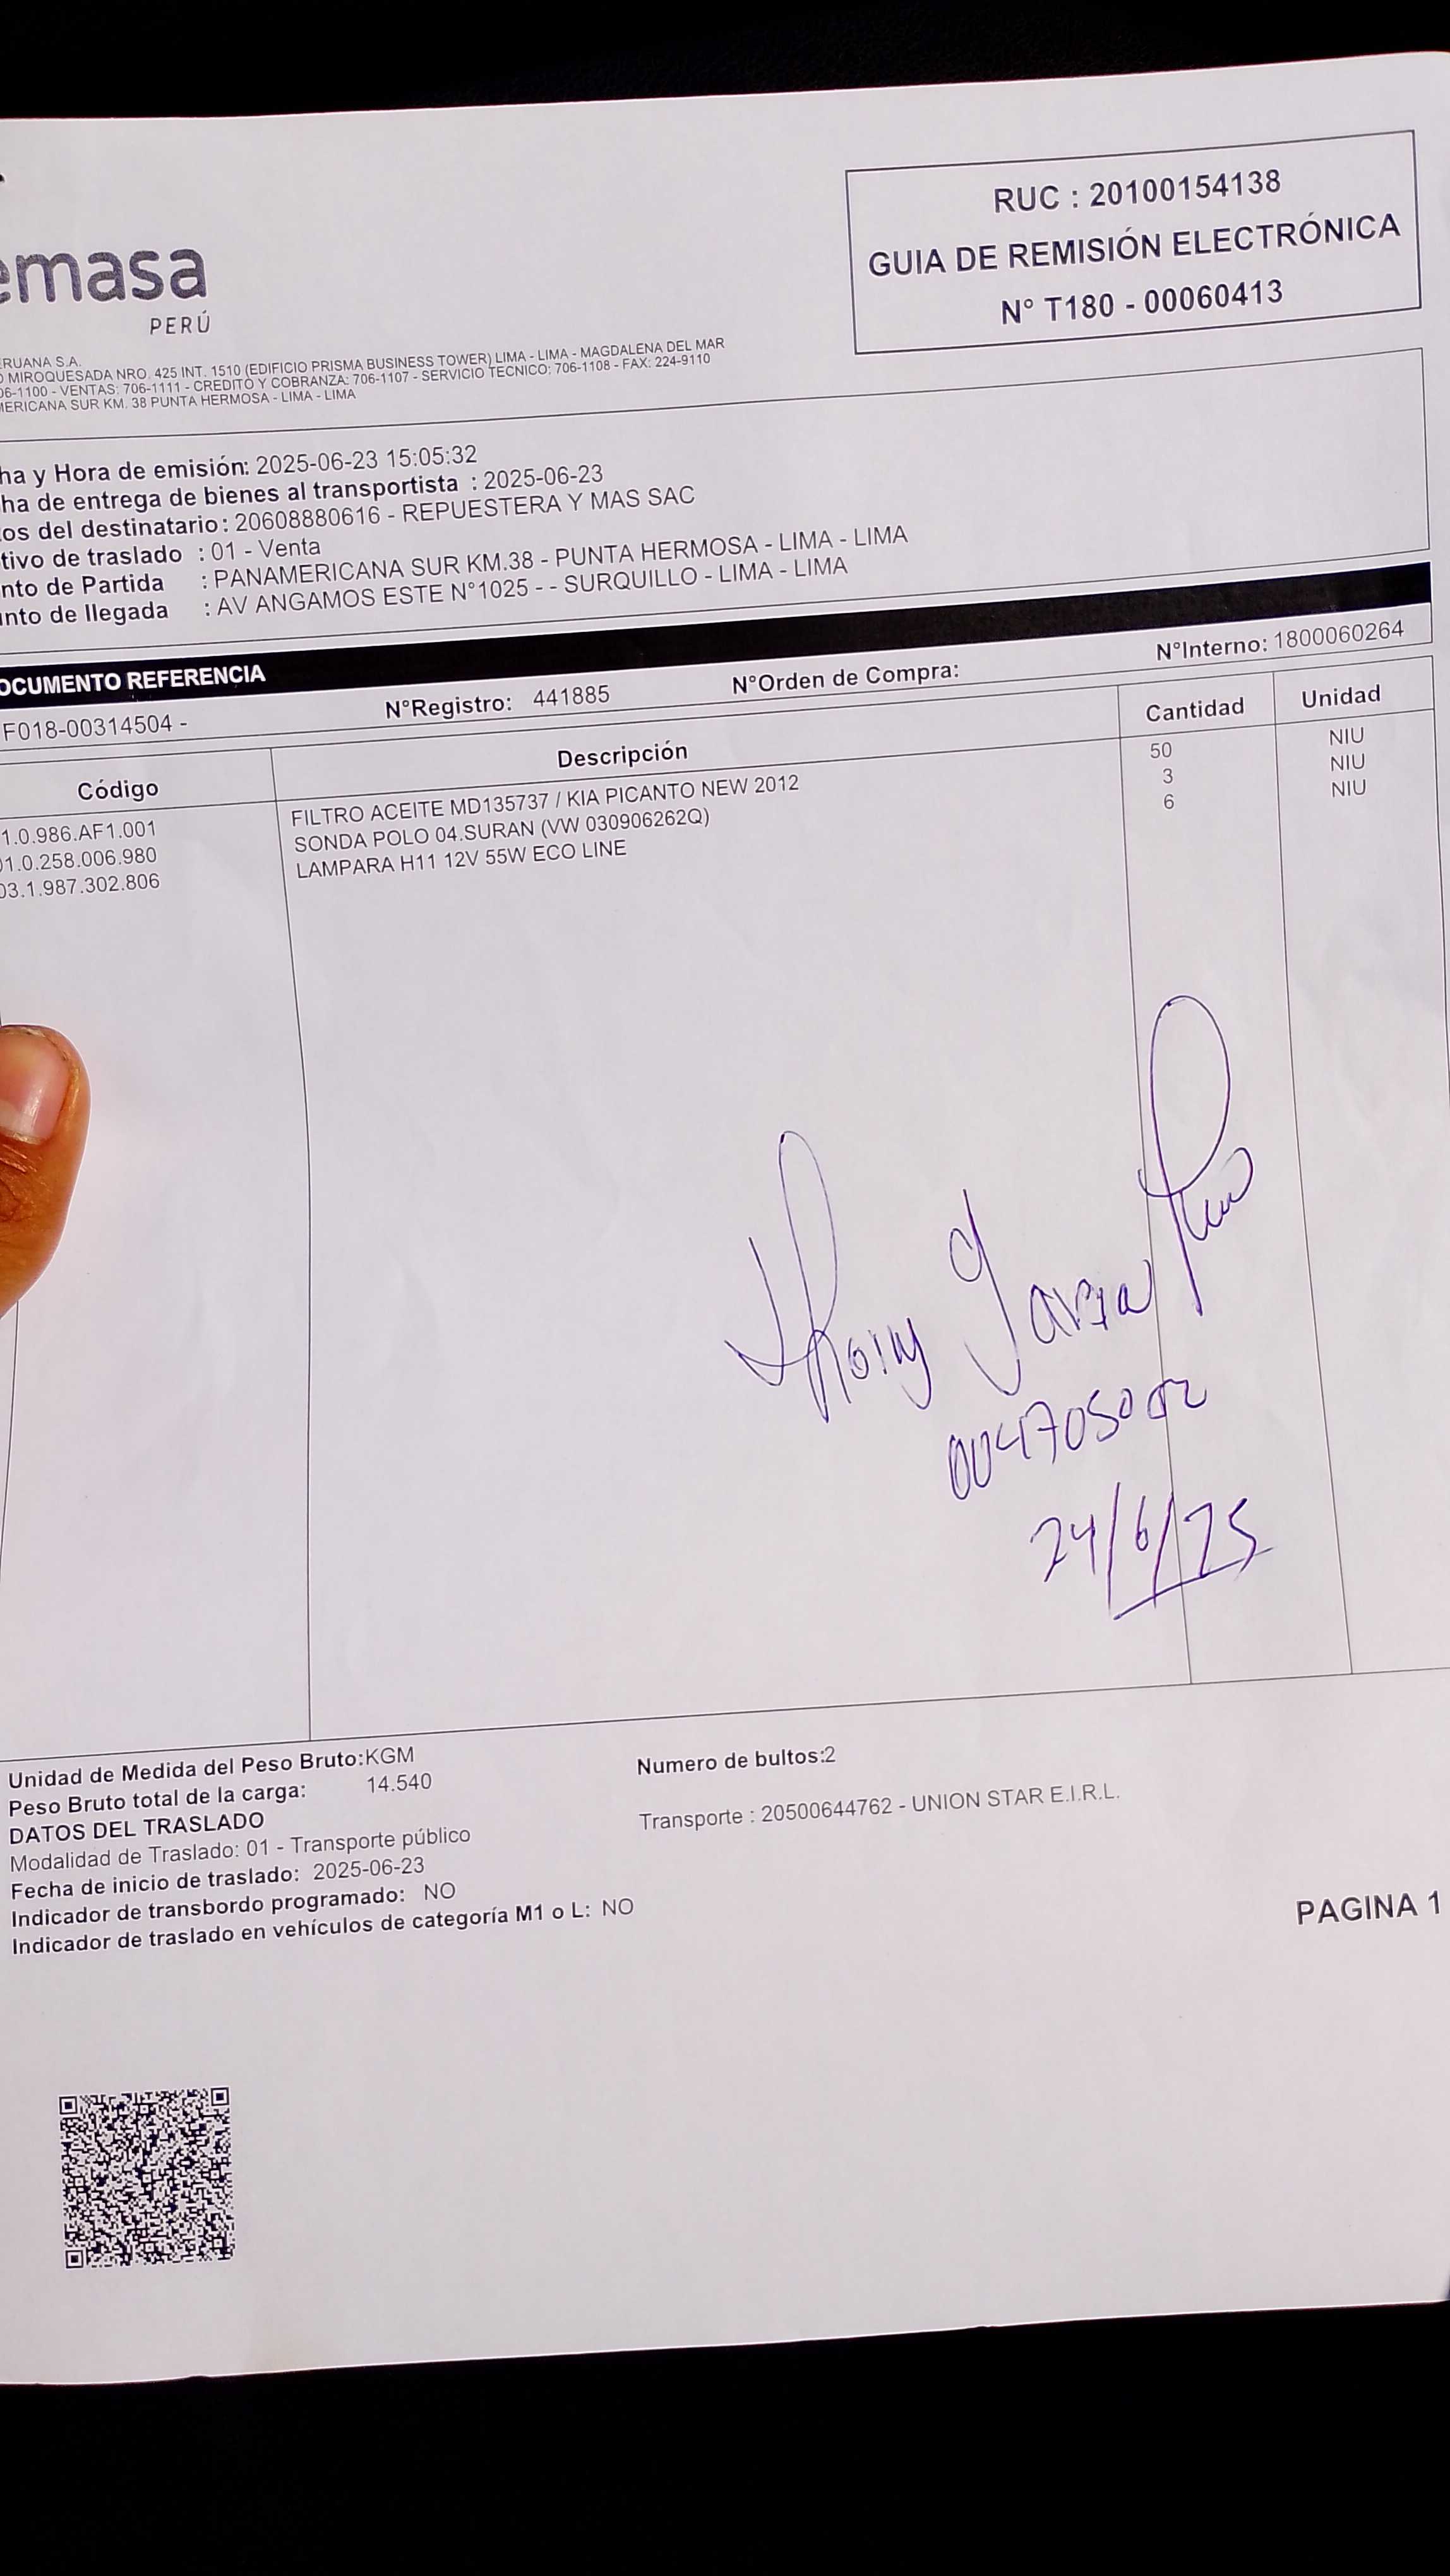 RUC : 20100154138
GUIA DE REMISIÓN ELECTRÓNICA
N° T180 - 00060413
emasa
PERÚ
ERUANA S.A.
O MIROQUESADA NRO. 425 INT. 1510 (EDIFICIO PRISMA BUSINESS TOWER) LIMA - LIMA - MAGDALENA DEL MAR
06-1100 - VENTAS: 706-1111 - CREDITO Y COBRANZA: 706-1107 - SERVICIO TECNICO: 706-1108 - FAX: 224-9110
MERICANA SUR KM. 38 PUNTA HERMOSA - LIMA - LIMA
ha y Hora de emisión: 2025-06-23 15:05:32
ha de entrega de bienes al transportista : 2025-06-23
os del destinatario: 20608880616 - REPUESTERA Y MAS SAC
tivo de traslado : 01 - Venta
nto de Partida : PANAMERICANA SUR KM.38 - PUNTA HERMOSA - LIMA - LIMA
nto de llegada : AV ANGAMOS ESTE N°1025 - - SURQUILLO - LIMA - LIMA
OCUMENTO REFERENCIA
F018-00314504 - N°Registro: 441885 N°Orden de Compra: N°Interno: 1800060264
Código Descripción Cantidad Unidad
1.0.986.AF1.001 FILTRO ACEITE MD135737 / KIA PICANTO NEW 2012 50 NIU
01.0.258.006.980 SONDA POLO 04.SURAN (VW 030906262Q) 3 NIU
03.1.987.302.806 LAMPARA H11 12V 55W ECO LINE 6 NIU
24/6/25
Unidad de Medida del Peso Bruto:KGM Numero de bultos:2
Peso Bruto total de la carga: 14.540
DATOS DEL TRASLADO Transporte : 20500644762 - UNION STAR E.I.R.L.
Modalidad de Traslado: 01 - Transporte público
Fecha de inicio de traslado: 2025-06-23
Indicador de transbordo programado: NO
Indicador de traslado en vehículos de categoría M1 o L: NO
PAGINA 1